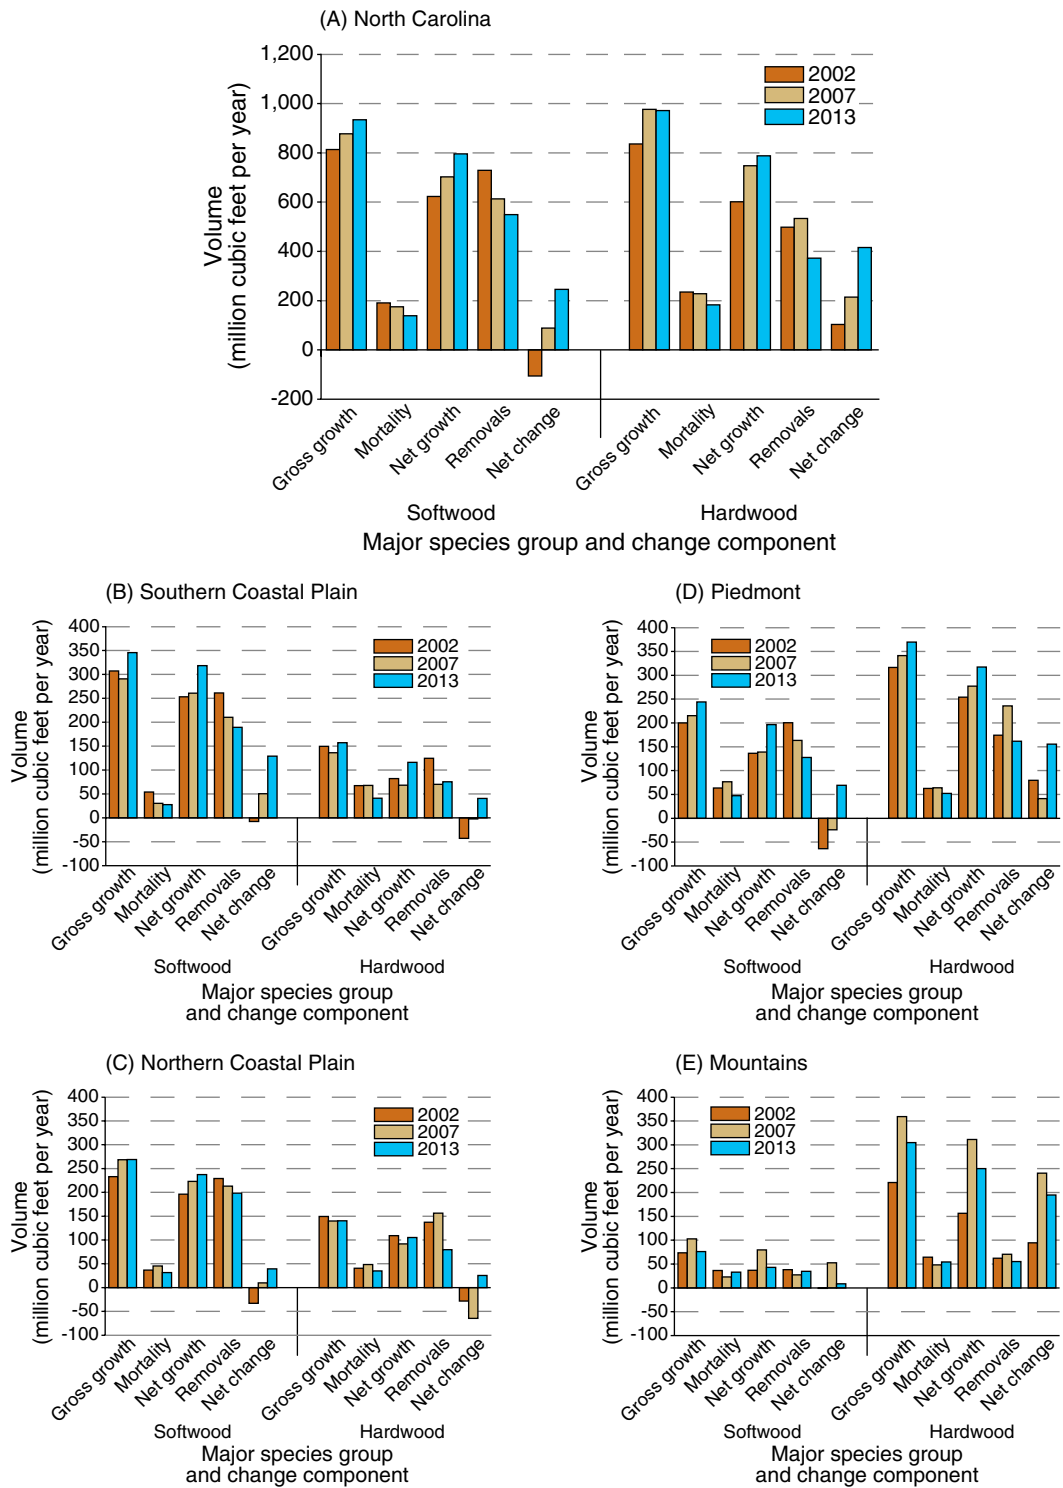 (A) North Carolina
Volume
(million cubic feet per year)
1,200
1,000
800
600
400
200
0
-200
2002
2007
2013
Gross growth
Mortality
Net growth
Removals
Net change
Gross growth
Mortality
Net growth
Removals
Net change
Softwood
Hardwood
Major species group and change component
(B) Southern Coastal Plain
Volume
(million cubic feet per year)
400
350
300
250
200
150
100
50
0
-50
-100
2002
2007
2013
Gross growth
Mortality
Net growth
Removals
Net change
Gross growth
Mortality
Net growth
Removals
Net change
Softwood
Hardwood
Major species group
and change component
(D) Piedmont
Volume
(million cubic feet per year)
400
350
300
250
200
150
100
50
0
-50
-100
2002
2007
2013
Gross growth
Mortality
Net growth
Removals
Net change
Gross growth
Mortality
Net growth
Removals
Net change
Softwood
Hardwood
Major species group
and change component
(C) Northern Coastal Plain
Volume
(million cubic feet per year)
400
350
300
250
200
150
100
50
0
-50
-100
2002
2007
2013
Gross growth
Mortality
Net growth
Removals
Net change
Gross growth
Mortality
Net growth
Removals
Net change
Softwood
Hardwood
Major species group
and change component
(E) Mountains
Volume
(million cubic feet per year)
400
350
300
250
200
150
100
50
0
-50
-100
2002
2007
2013
Gross growth
Mortality
Net growth
Removals
Net change
Gross growth
Mortality
Net growth
Removals
Net change
Softwood
Hardwood
Major species group
and change component